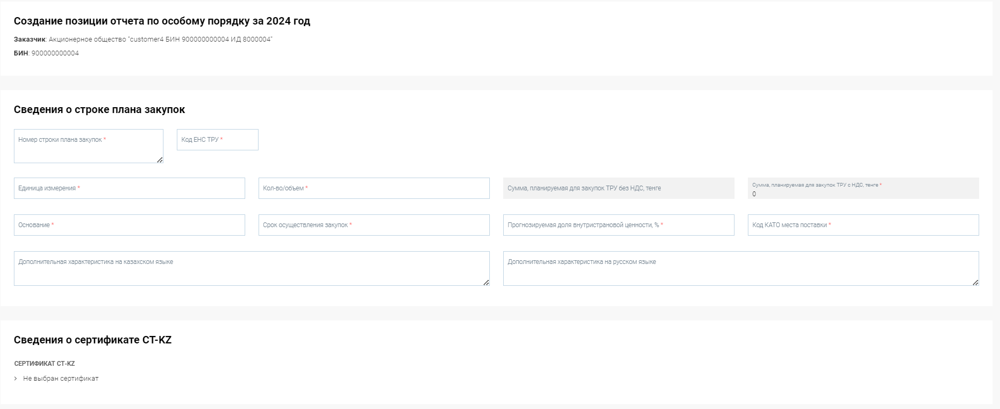 Создание позиции отчета по особому порядку за 2024 год
Заказчик: Акционерное общество "customer4 БИН 900000000004 ИД 8000004"
БИН: 900000000004
Сведения о строке плана закупок
Номер строки плана закупок *
Код ЕНС ТРУ *
Единица измерения *
Кол-во/объем *
Сумма, планируемая для закупок ТРУ без НДС, тенге
Сумма, планируемая для закупок ТРУ с НДС, тенге *
0
Основание *
Срок осуществления закупок *
Прогнозируемая доля внутристрановой ценности, % *
Код КАТО места поставки *
Дополнительная характеристика на казахском языке
Дополнительная характеристика на русском языке
Сведения о сертификате CT-KZ
СЕРТИФИКАТ CT-KZ
Не выбран сертификат